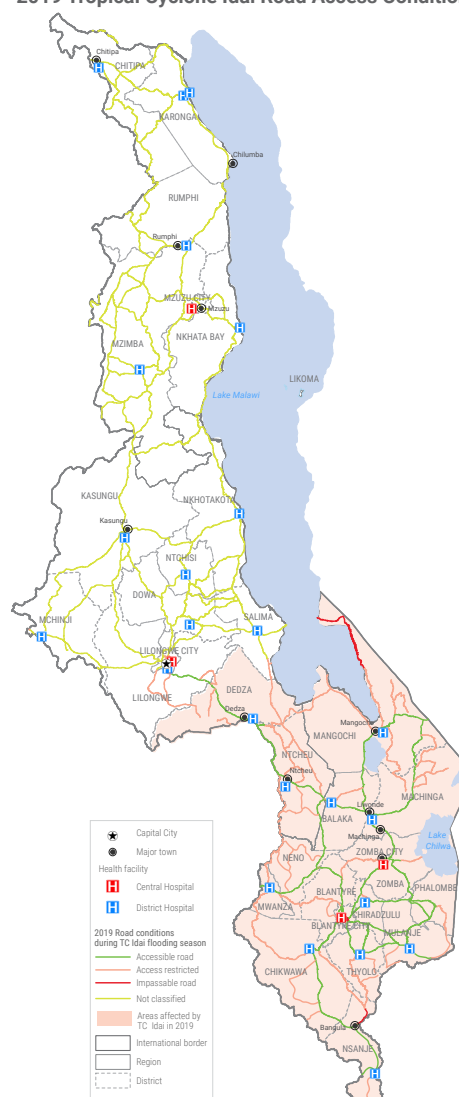 2019 Tropical Cyclone Idai Road Access Condition
Chitipa
CHITIPA
KARONGA
Chilumba
RUMPHI
Rumphi
MZUZU CITY
Mzuzu
NKHATA BAY
MZIMBA
LIKOMA
Lake Malawi
KASUNGU
NKHOTAKOTA
Kasungu
NTCHISI
DOWA
MCHINJI
SALIMA
LILONGWE CITY
LILONGWE
DEDZA
Dedza
Mangochi
MANGOCHI
NTCHEU
Ntcheu
MACHINGA
Liwonde
BALAKA
Machinga
Lake
Chilwa
ZOMBA CITY
NENO
ZOMBA
PHALOMBE
BLANTYRE
MWANZA
CHIRADZULU
BLANTYRE CITY
MULANJE
CHIKWAWA
THYOLO
Bangula
NSANJE
Capital City
Major town
Health facility
H Central Hospital
H District Hospital
2019 Road conditions
during TC Idai flooding season
Accessible road
Access restricted
Impassable road
Not classified
Areas affected by
TC Idai in 2019
International border
Region
District